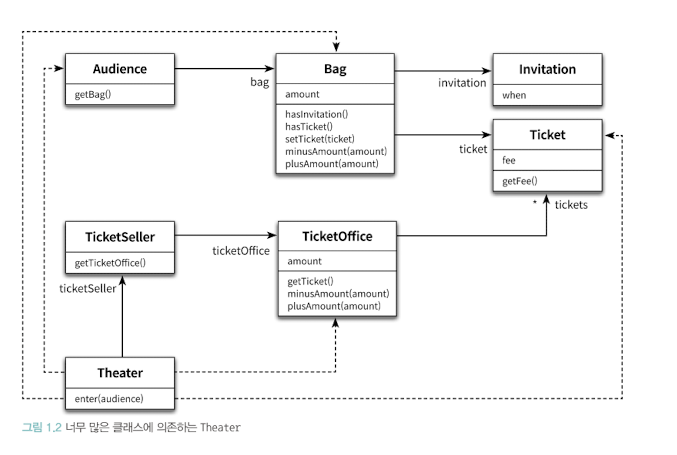 Audience
getBag()
bag
Bag
amount
hasInvitation()
hasTicket()
setTicket(ticket)
minusAmount(amount)
plusAmount(amount)
invitation
Invitation
when
ticket
Ticket
fee
getFee()
* tickets
TicketSeller
getTicketOffice()
ticketOffice
TicketOffice
amount
getTicket()
minusAmount(amount)
plusAmount(amount)
ticketSeller
Theater
enter(audience)
그림 1.2 너무 많은 클래스에 의존하는 Theater